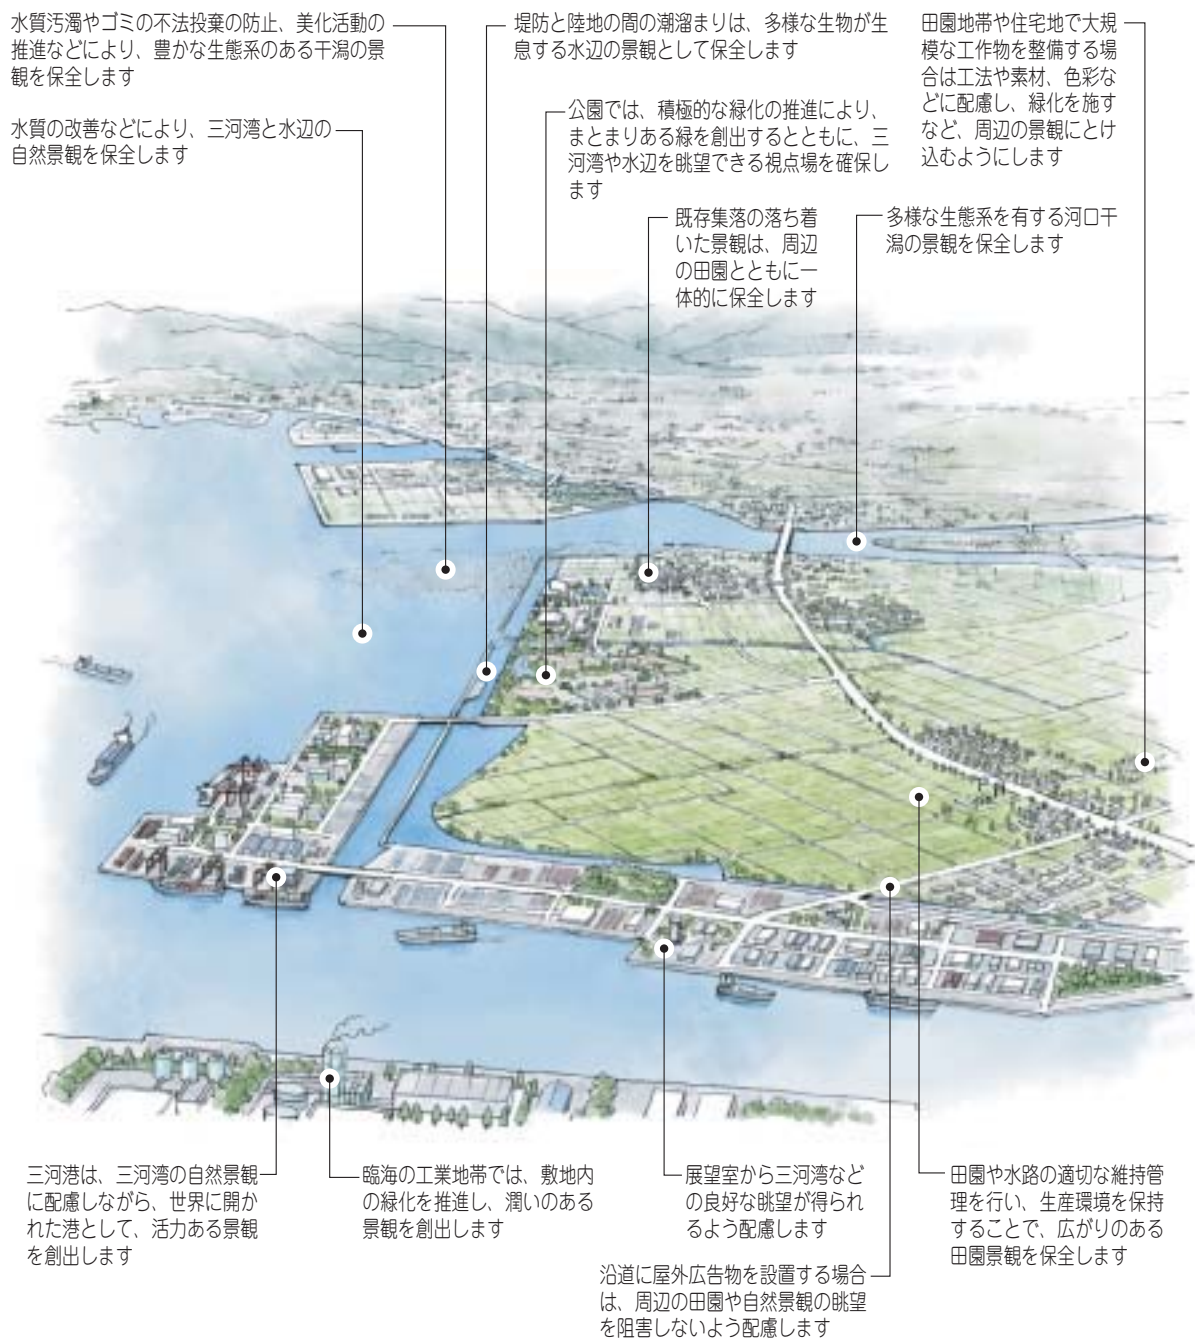 水質汚濁やゴミの不法投棄の防止、美化活動の
推進などにより、豊かな生態系のある干潟の景
観を保全します
水質の改善などにより、三河湾と水辺の
自然景観を保全します
堤防と陸地の間の潮溜まりは、多様な生物が生
息する水辺の景観として保全します
公園では、積極的な緑化の推進により、
まとまりある緑を創出するとともに、三
河湾や水辺を眺望できる視点場を確保し
ます
既存集落の落ち着
いた景観は、周辺
の田園とともに一
体的に保全します
田園地帯や住宅地で大規
模な工作物を整備する場
合は工法や素材、色彩な
どに配慮し、緑化を施す
など、周辺の景観にとけ
込むようにします
多様な生態系を有する河口干
潟の景観を保全します
三河港は、三河湾の自然景観
に配慮しながら、世界に開か
れた港として、活力ある景観
を創出します
臨海の工業地帯では、敷地内
の緑化を推進し、潤いのある
景観を創出します
展望室から三河湾など
の良好な眺望が得られ
るよう配慮します
沿道に屋外広告物を設置する場合
は、周辺の田園や自然景観の眺望
を阻害しないよう配慮します
田園や水路の適切な維持管
理を行い、生産環境を保持
することで、広がりのある
田園景観を保全します